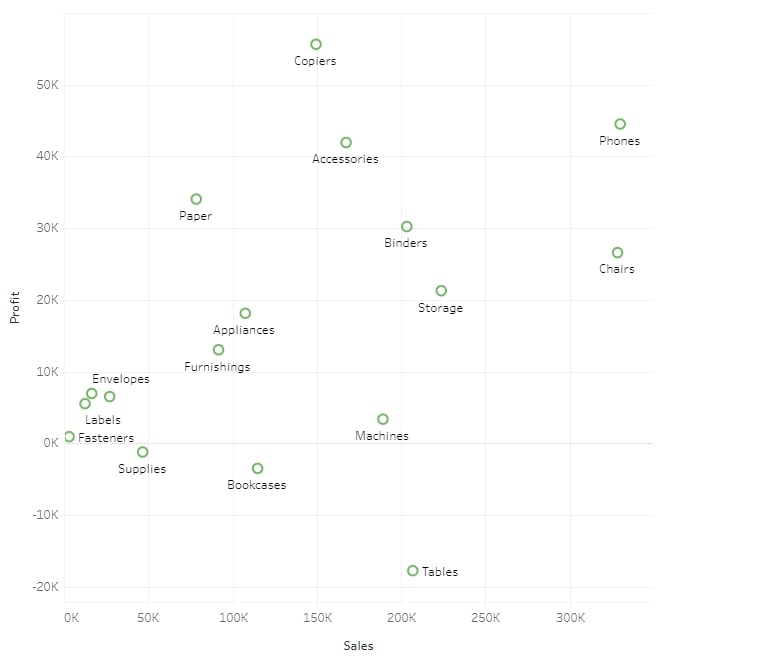 Copiers
50K
Phones
40K
Accessories
Paper
30K
Binders
Chairs
Profit
20K
Storage
Appliances
Furnishings
10K
Envelopes
Labels
Machines
0K
Fasteners
Supplies
Bookcases
-10K
Tables
-20K
0K 50K 100K 150K 200K 250K 300K
Sales